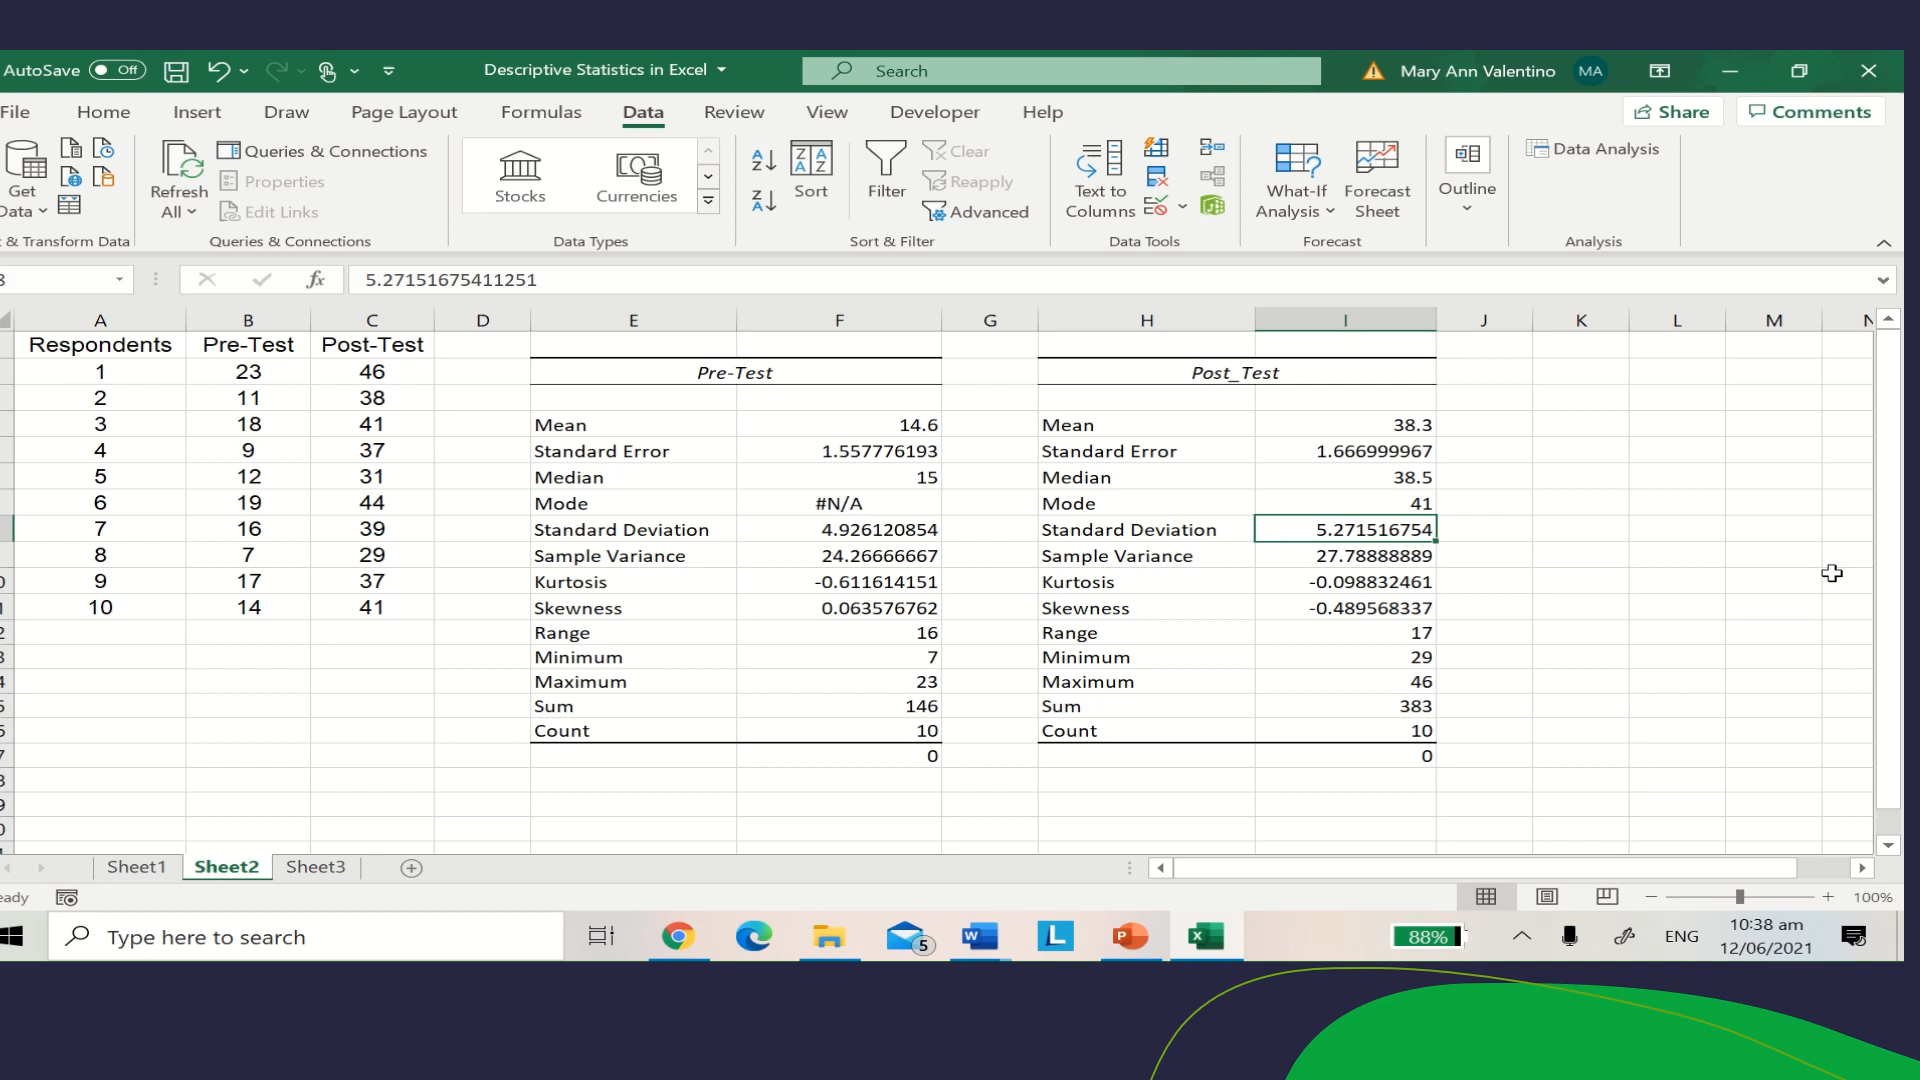 AutoSave Off Descriptive Statistics in Excel Search Mary Ann Valentino MA
File Home Insert Draw Page Layout Formulas Data Review View Developer Help Share Comments
Get Data
Refresh All
Queries & Connections
Properties
Edit Links
Stocks Currencies
Sort
Filter
Clear
Reapply
Advanced
Text to Columns
What-If Analysis
Forecast Sheet
Outline
Data Analysis
& Transform Data Queries & Connections Data Types Sort & Filter Data Tools Forecast Analysis
fx 5.27151675411251
A B C D E F G H I J K L M N
Respondents Pre-Test Post-Test
1 23 46 Pre-Test Post_Test
2 11 38
3 18 41 Mean 14.6 Mean 38.3
4 9 37 Standard Error 1.557776193 Standard Error 1.666999967
5 12 31 Median 15 Median 38.5
6 19 44 Mode #N/A Mode 41
7 16 39 Standard Deviation 4.926120854 Standard Deviation 5.271516754
8 7 29 Sample Variance 24.26666667 Sample Variance 27.78888889
9 17 37 Kurtosis -0.611614151 Kurtosis -0.098832461
10 14 41 Skewness 0.063576762 Skewness -0.489568337
Range 16 Range 17
Minimum 7 Minimum 29
Maximum 23 Maximum 46
Sum 146 Sum 383
Count 10 Count 10
0 0
Sheet1 Sheet2 Sheet3
eady 100%
Type here to search 5 88% ENG 10:38 am
12/06/2021